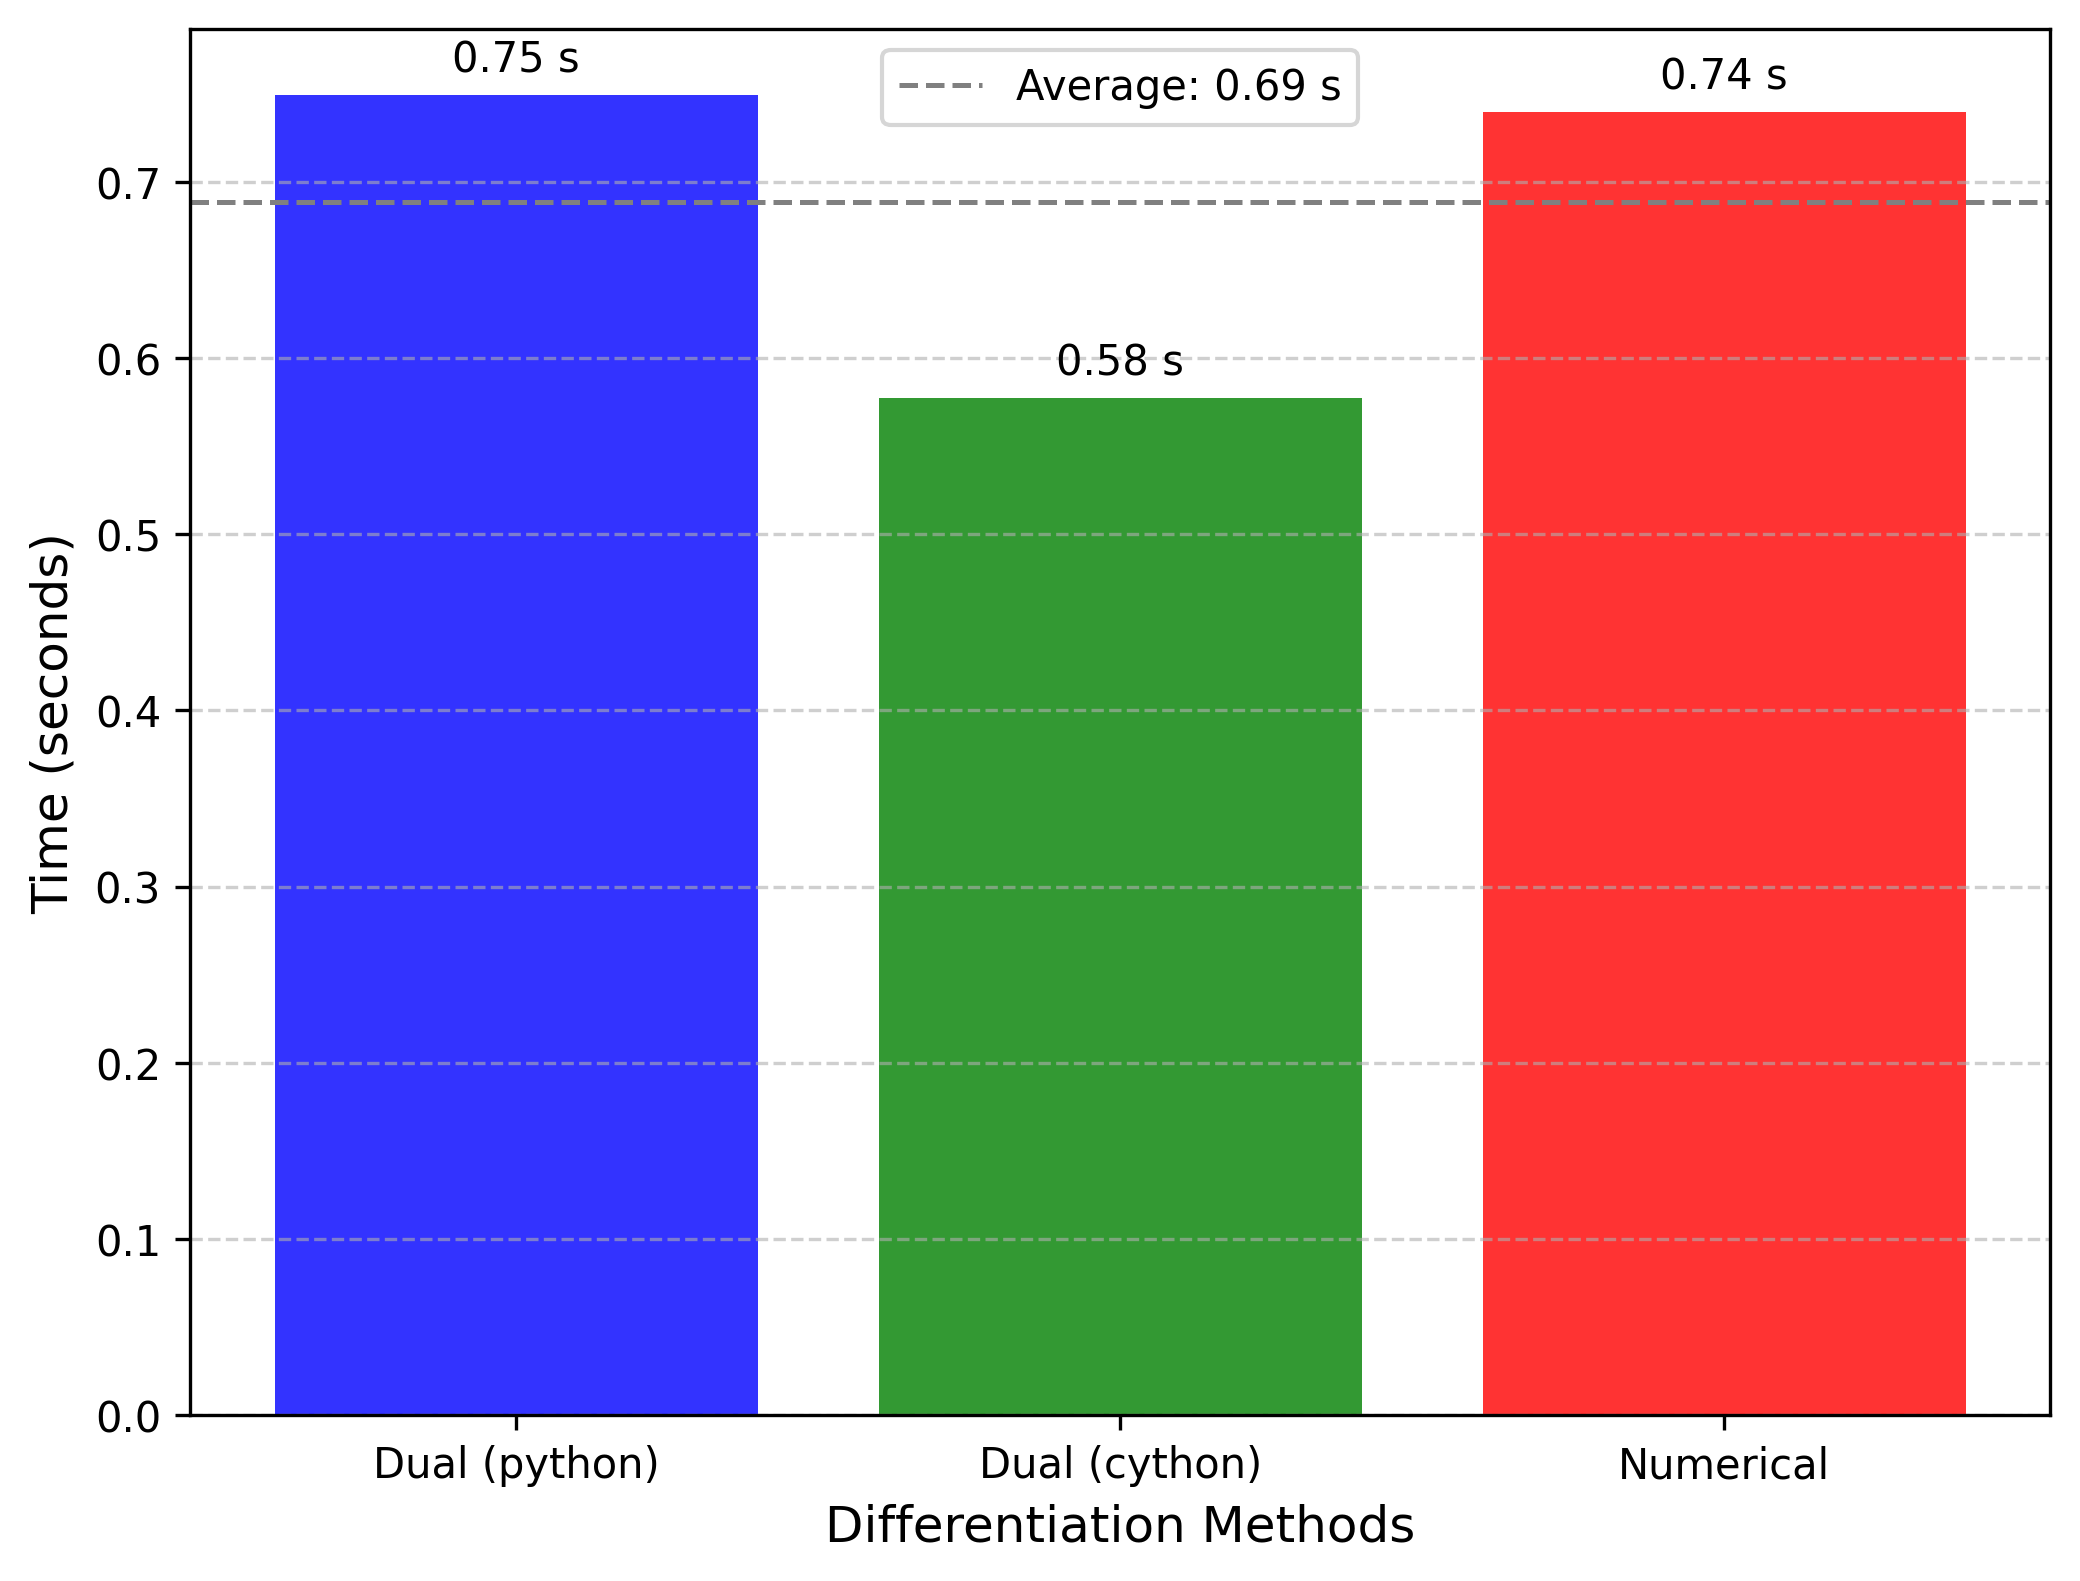 0.75 s
Average: 0.69 s
0.74 s
0.58 s
0.7
0.6
0.5
0.4
0.3
0.2
0.1
0.0
Time (seconds)
Dual (python)
Dual (cython)
Numerical
Differentiation Methods